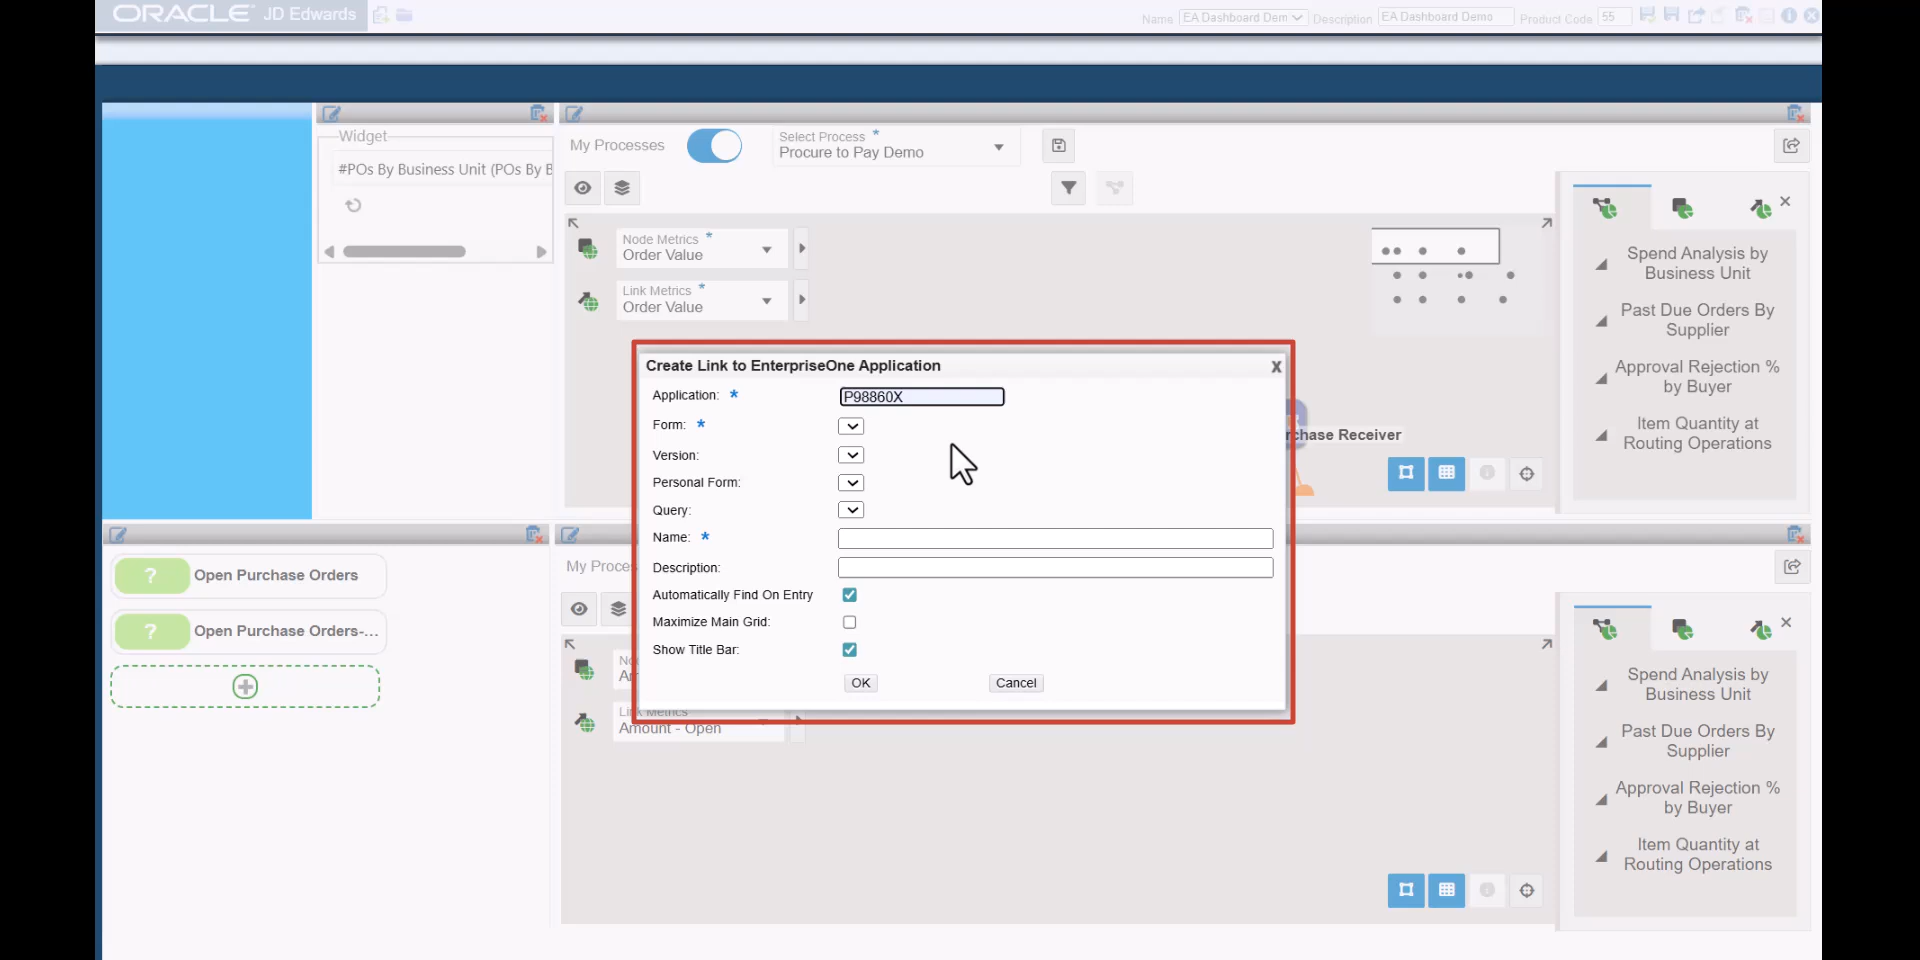 ORACLE JD Edwards
Name EA Dashboard Dem Description EA Dashboard Demo Product Code 55
Widget
#POs By Business Unit (POs By B
My Processes
Select Process *
Procure to Pay Demo
Node Metrics *
Order Value
Link Metrics *
Order Value
Spend Analysis by
Business Unit
Past Due Orders By
Supplier
Approval Rejection %
by Buyer
Item Quantity at
Routing Operations
Create Link to EnterpriseOne Application X
Application: * P98860X
Form: *
Version:
Personal Form:
Query:
Name: *
Description:
Automatically Find On Entry
Maximize Main Grid:
Show Title Bar:
OK Cancel
rchase Receiver
? Open Purchase Orders
? Open Purchase Orders-...
My Proce
No
Ar
Link Metrics
Amount - Open
Spend Analysis by
Business Unit
Past Due Orders By
Supplier
Approval Rejection %
by Buyer
Item Quantity at
Routing Operations